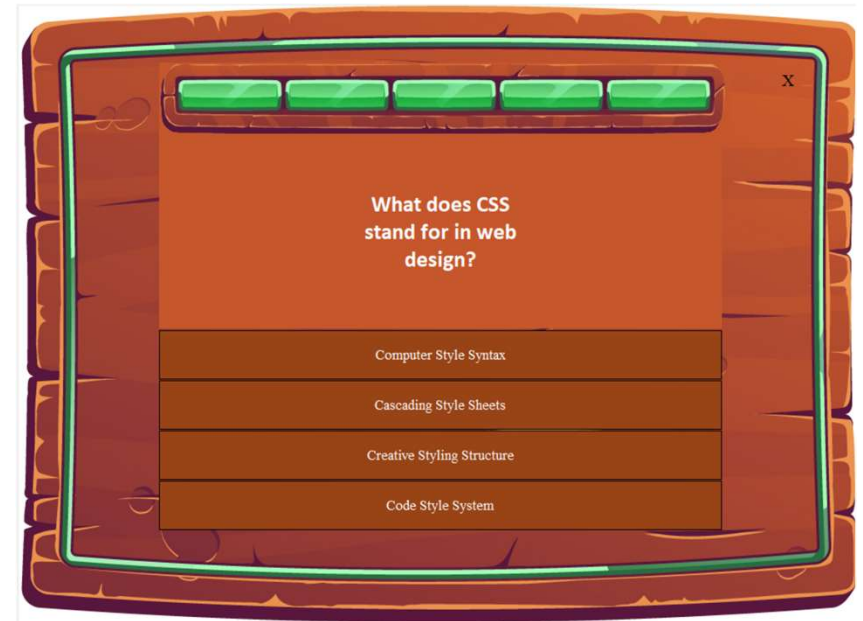 X
What does CSS
stand for in web
design?
Computer Style Syntax
Cascading Style Sheets
Creative Styling Structure
Code Style System